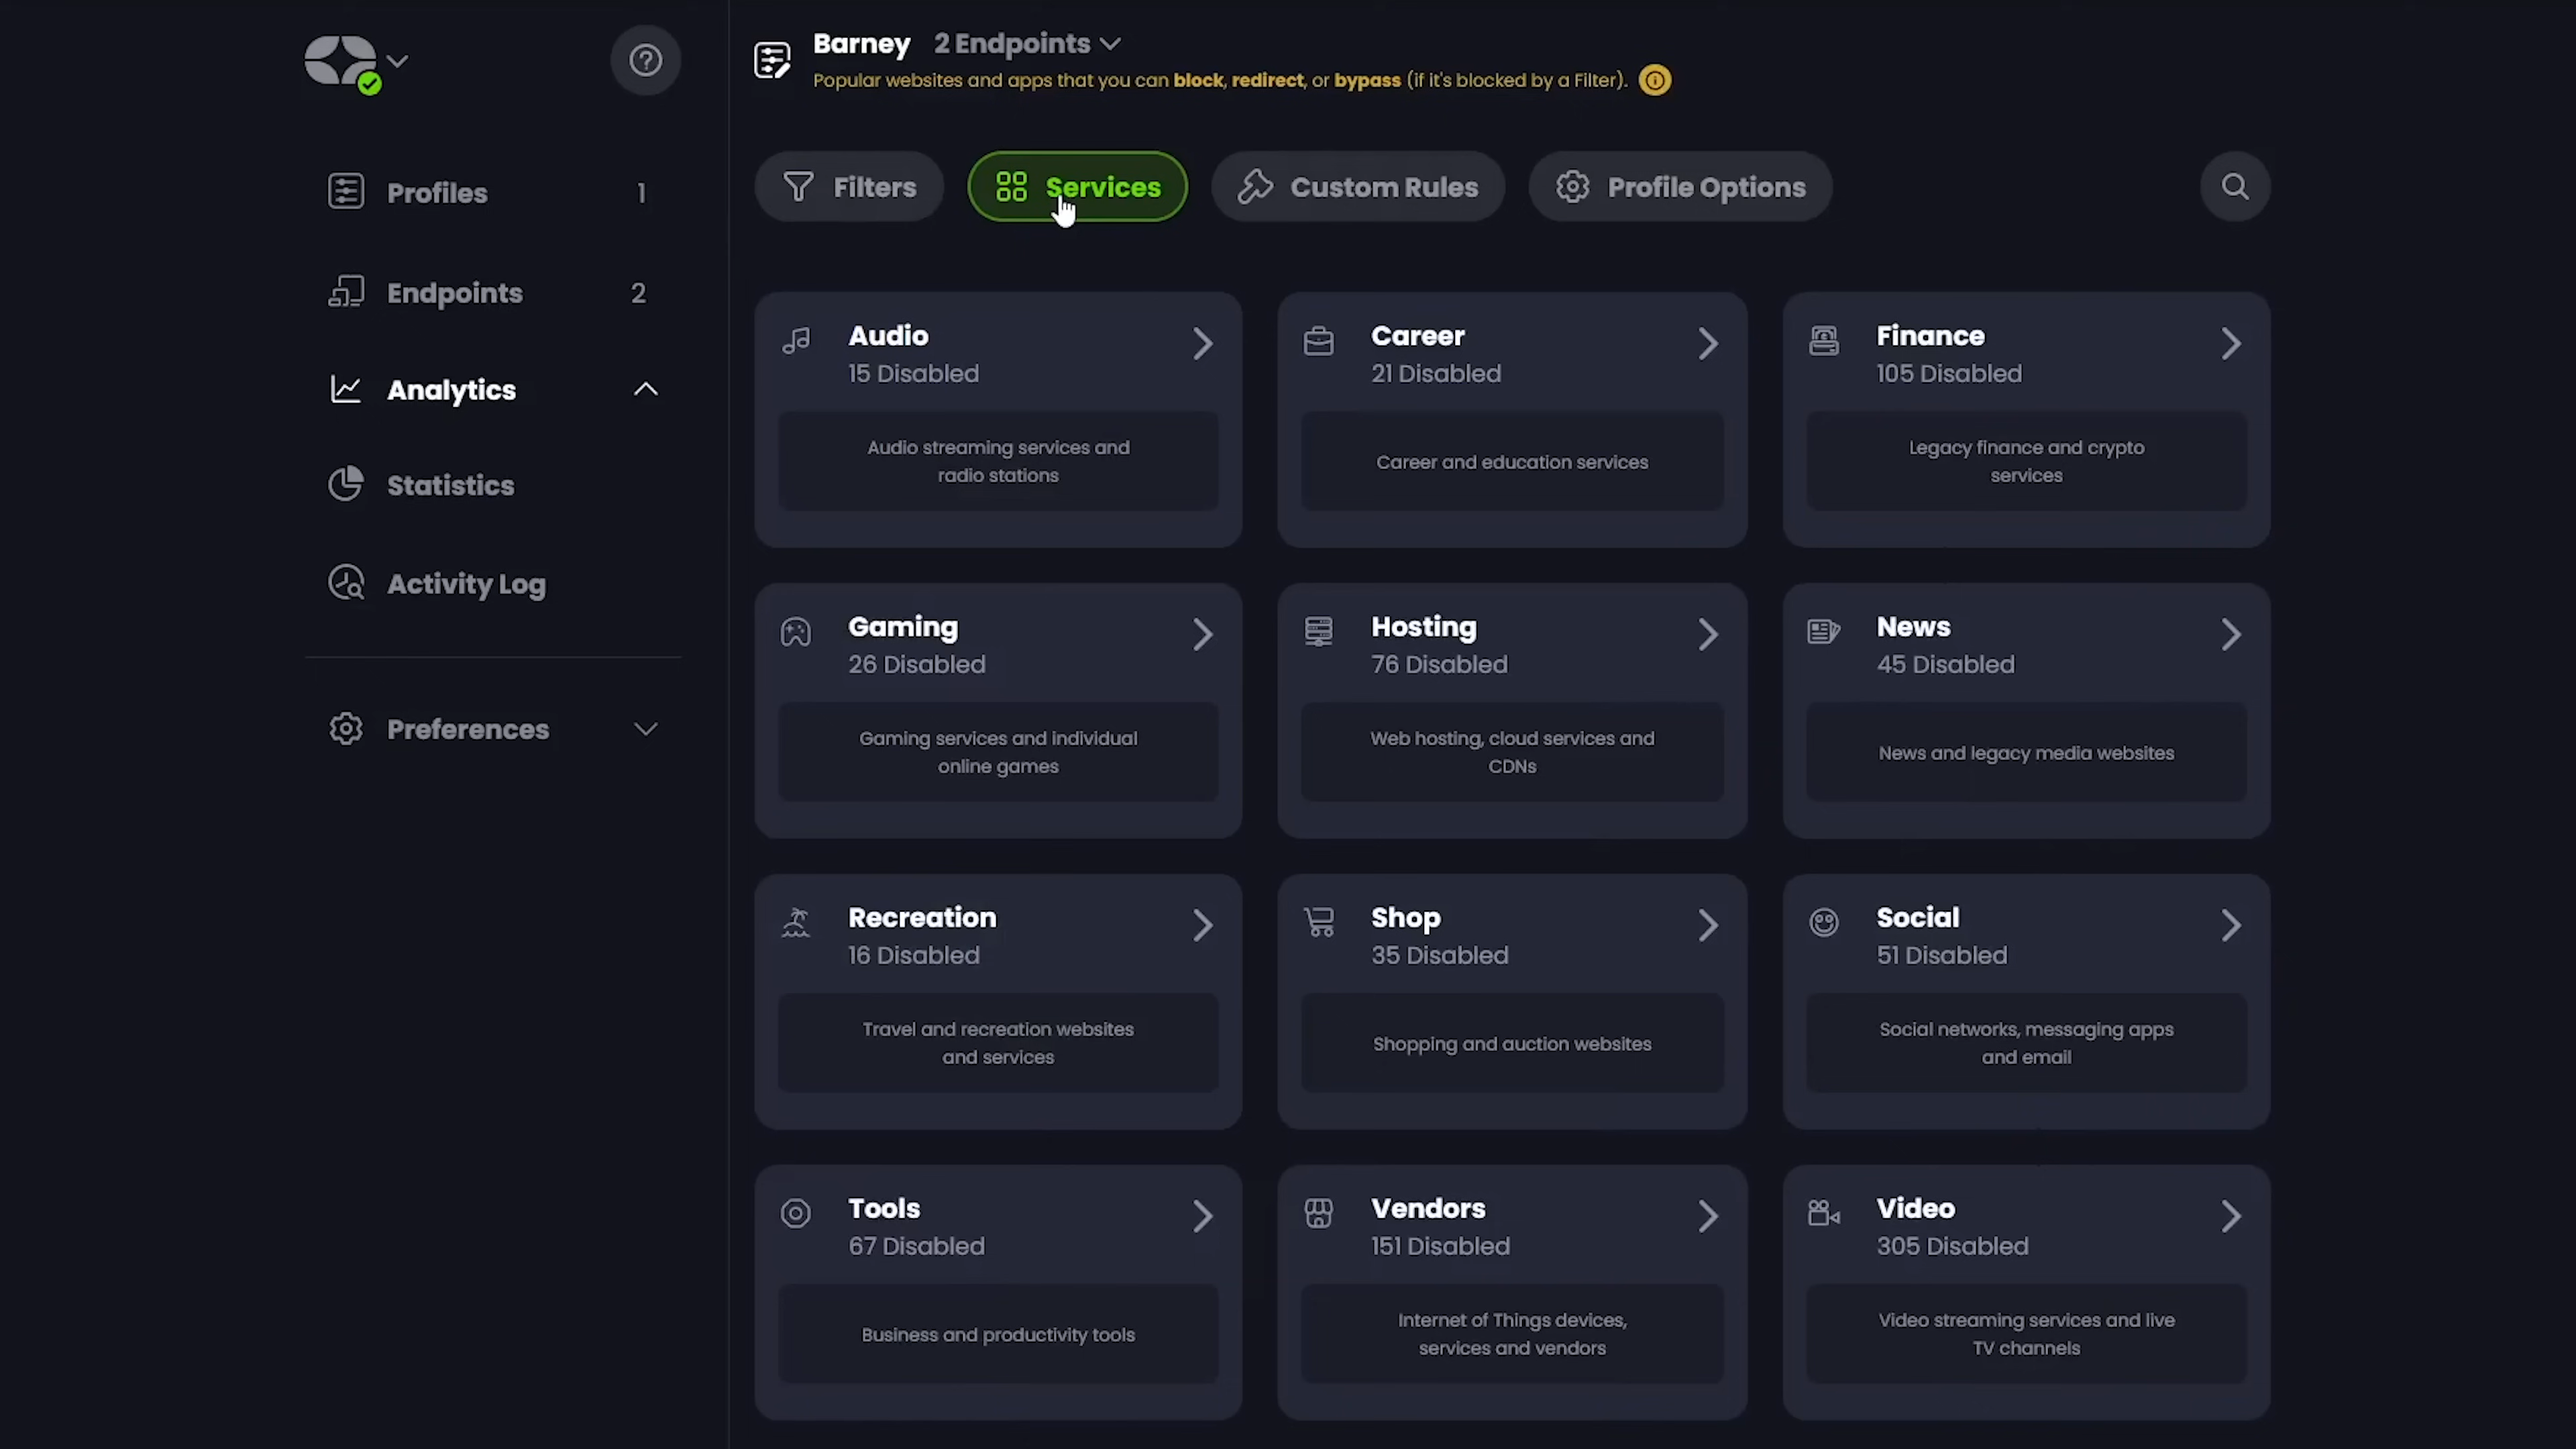 Barney 2 Endpoints
Popular websites and apps that you can block, redirect, or bypass (if it's blocked by a Filter).
Profiles 1
Endpoints 2
Analytics
Statistics
Activity Log
Preferences
Filters
Services
Custom Rules
Profile Options
Audio
15 Disabled
Audio streaming services and
radio stations
Career
21 Disabled
Career and education services
Finance
105 Disabled
Legacy finance and crypto
services
Gaming
26 Disabled
Gaming services and individual
online games
Hosting
76 Disabled
Web hosting, cloud services and
CDNs
News
45 Disabled
News and legacy media websites
Recreation
16 Disabled
Travel and recreation websites
and services
Shop
35 Disabled
Shopping and auction websites
Social
51 Disabled
Social networks, messaging apps
and email
Tools
67 Disabled
Business and productivity tools
Vendors
151 Disabled
Internet of Things devices,
services and vendors
Video
305 Disabled
Video streaming services and live
TV channels